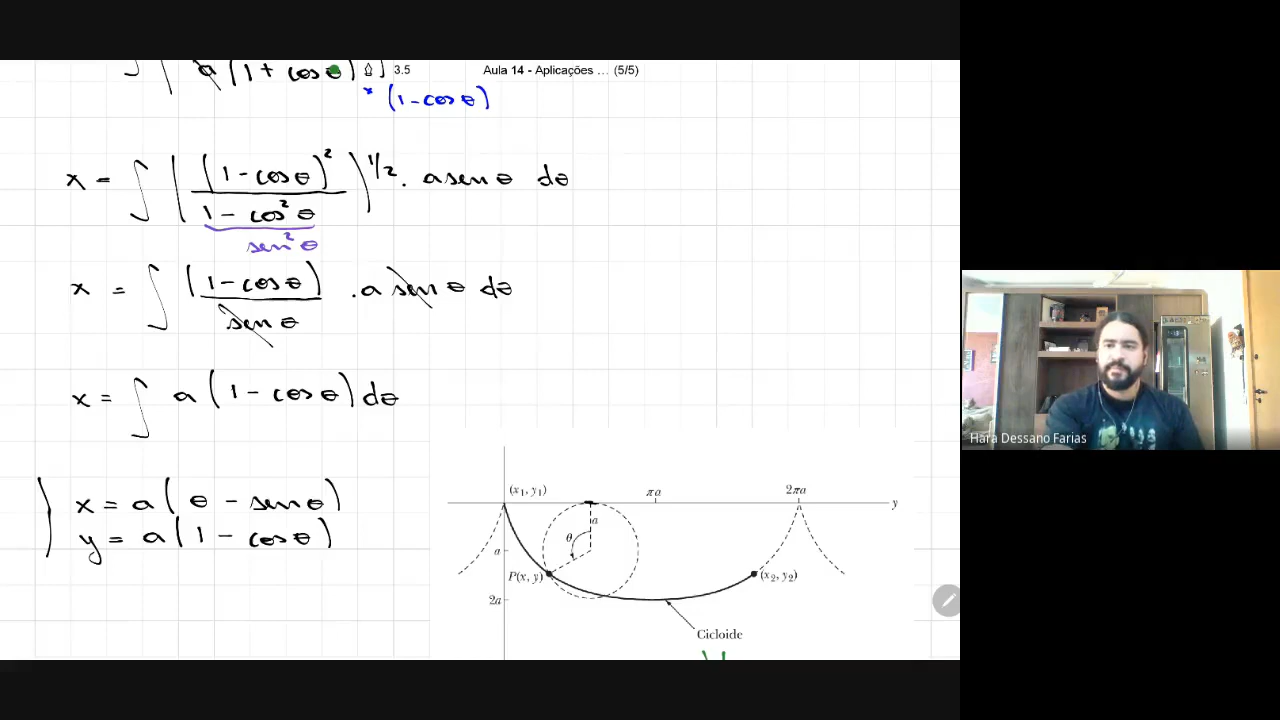 a (1 + cos θ)
3.5 Aula 14 - Aplicações … (5/5)
* (1 - cos θ)
x = ∫ ( (1 - cos θ)² / 1 - cos² θ )^1/2 . a sen θ dθ
sen² θ
x = ∫ (1 - cos θ) / sen θ . a sen θ dθ
x = ∫ a (1 - cos θ) dθ
x = a (θ - sen θ)
y = a (1 - cos θ)
(x₁, y₁) πa 2πa y
a
θ
a
P(x, y) (x₂, y₂)
2a
Cicloide
Hara Dessano Farias